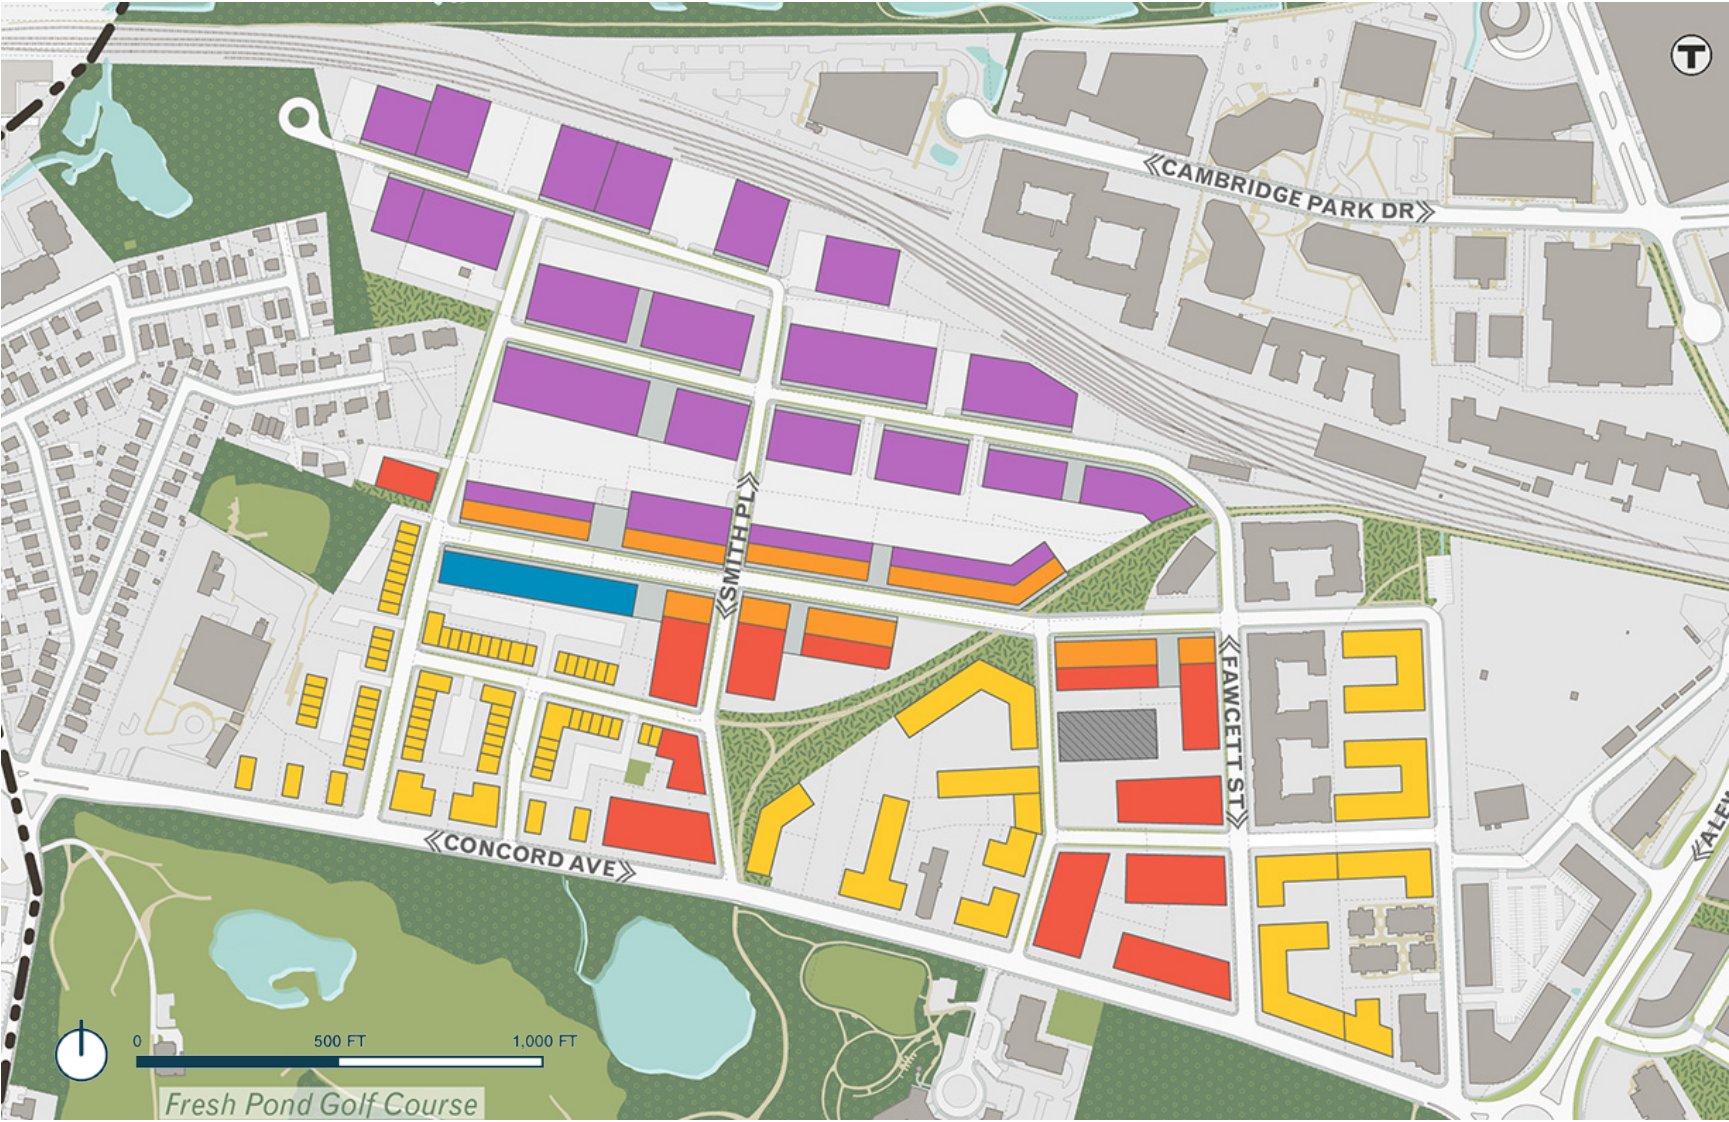 T
CAMBRIDGE PARK DR
SMITH PL
FAWCETT ST
CONCORD AVE
ALEW
0 500 FT 1,000 FT
Fresh Pond Golf Course